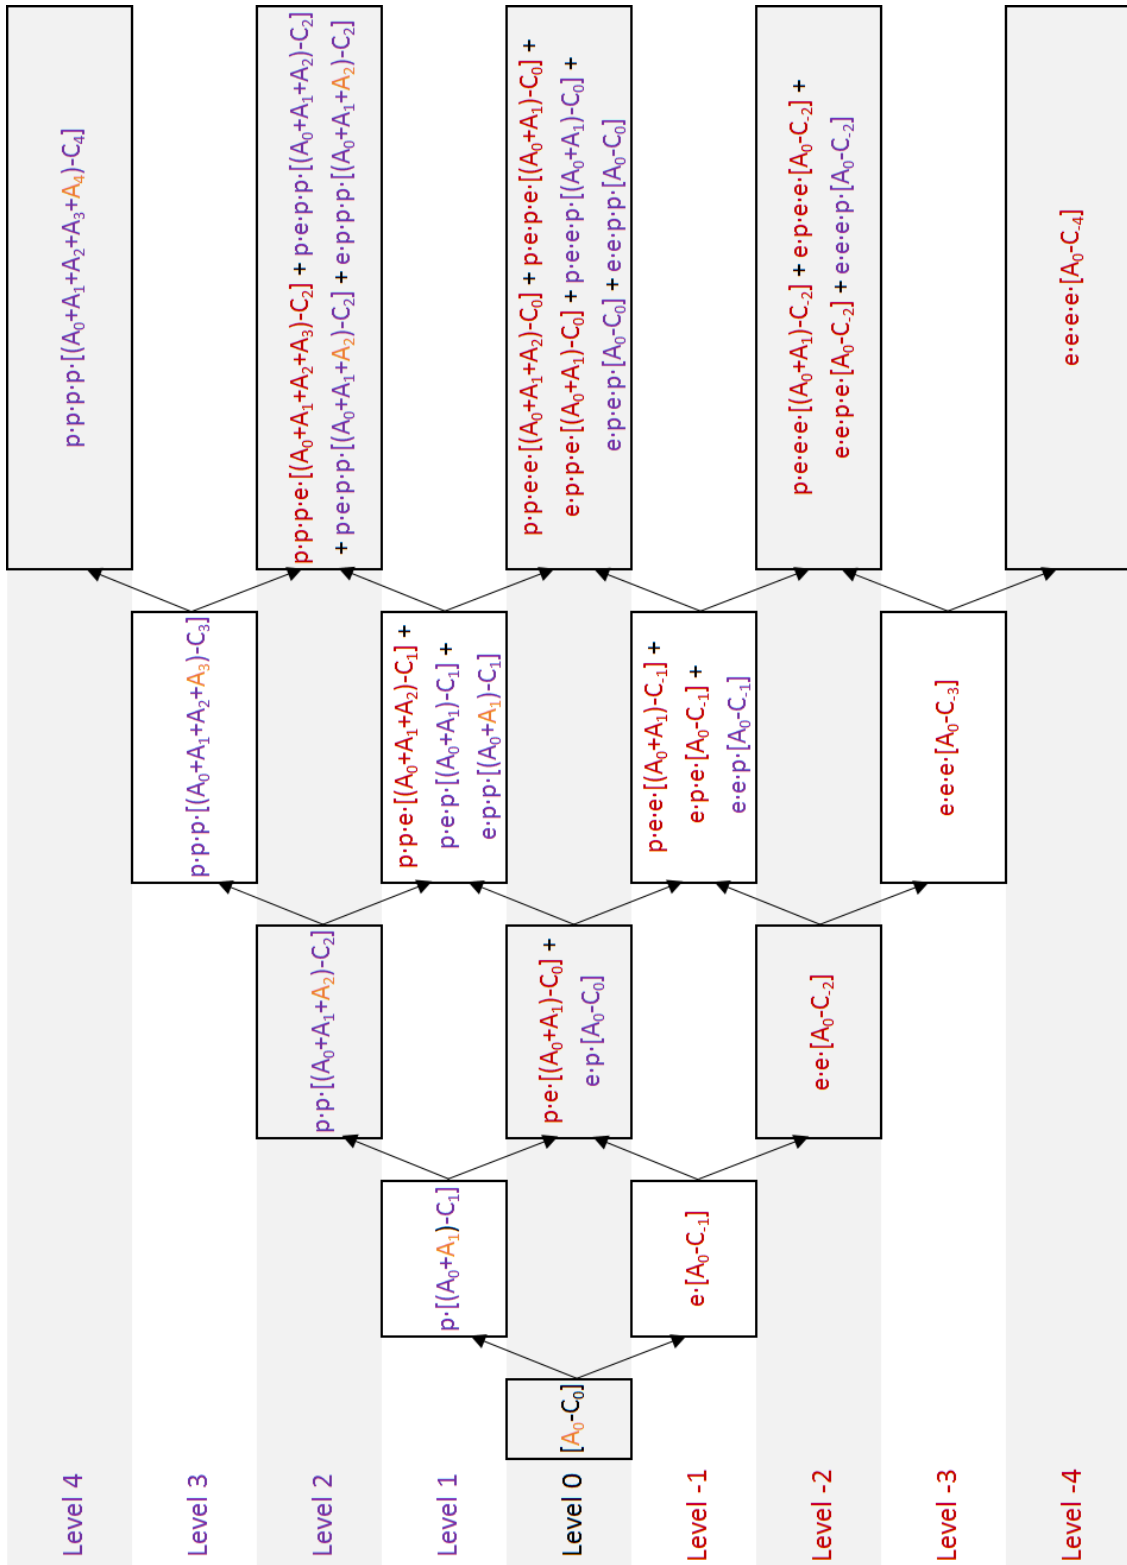 Level 4
p·p·p·p·[(A₀+A₁+A₂+A₃+A₄)-C₄]
Level 3
p·p·p·[(A₀+A₁+A₂+A₃)-C₃]
Level 2
p·p·[(A₀+A₁+A₂)-C₂]
p·p·p·e·[(A₀+A₁+A₂+A₃)-C₂] + p·e·p·p·[(A₀+A₁+A₂)-C₂]
+ p·e·p·p·[(A₀+A₁+A₂)-C₂] + e·p·p·p·[(A₀+A₁+A₂)-C₂]
Level 1
p·[(A₀+A₁)-C₁]
p·p·e·[(A₀+A₁+A₂)-C₁] +
p·e·p·[(A₀+A₁)-C₁] +
e·p·p·[(A₀+A₁)-C₁]
Level 0
[A₀-C₀]
p·e·[(A₀+A₁)-C₀] +
e·p·[A₀-C₀]
p·p·e·e·[(A₀+A₁+A₂)-C₀] + p·e·p·e·[(A₀+A₁)-C₀] +
e·p·p·e·[(A₀+A₁)-C₀] + p·e·e·p·[(A₀+A₁)-C₀] +
e·p·e·p·[A₀-C₀] + e·e·p·p·[A₀-C₀]
Level -1
e·[A₀-C₋₁]
p·e·e·[(A₀+A₁)-C₋₁] +
e·p·e·[A₀-C₋₁] +
e·e·p·[A₀-C₋₁]
Level -2
e·e·[A₀-C₋₂]
p·e·e·e·[(A₀+A₁)-C₋₂] + e·p·e·e·[A₀-C₋₂] +
e·e·p·e·[A₀-C₋₂] + e·e·e·p·[A₀-C₋₂]
Level -3
e·e·e·[A₀-C₋₃]
Level -4
e·e·e·e·[A₀-C₋₄]